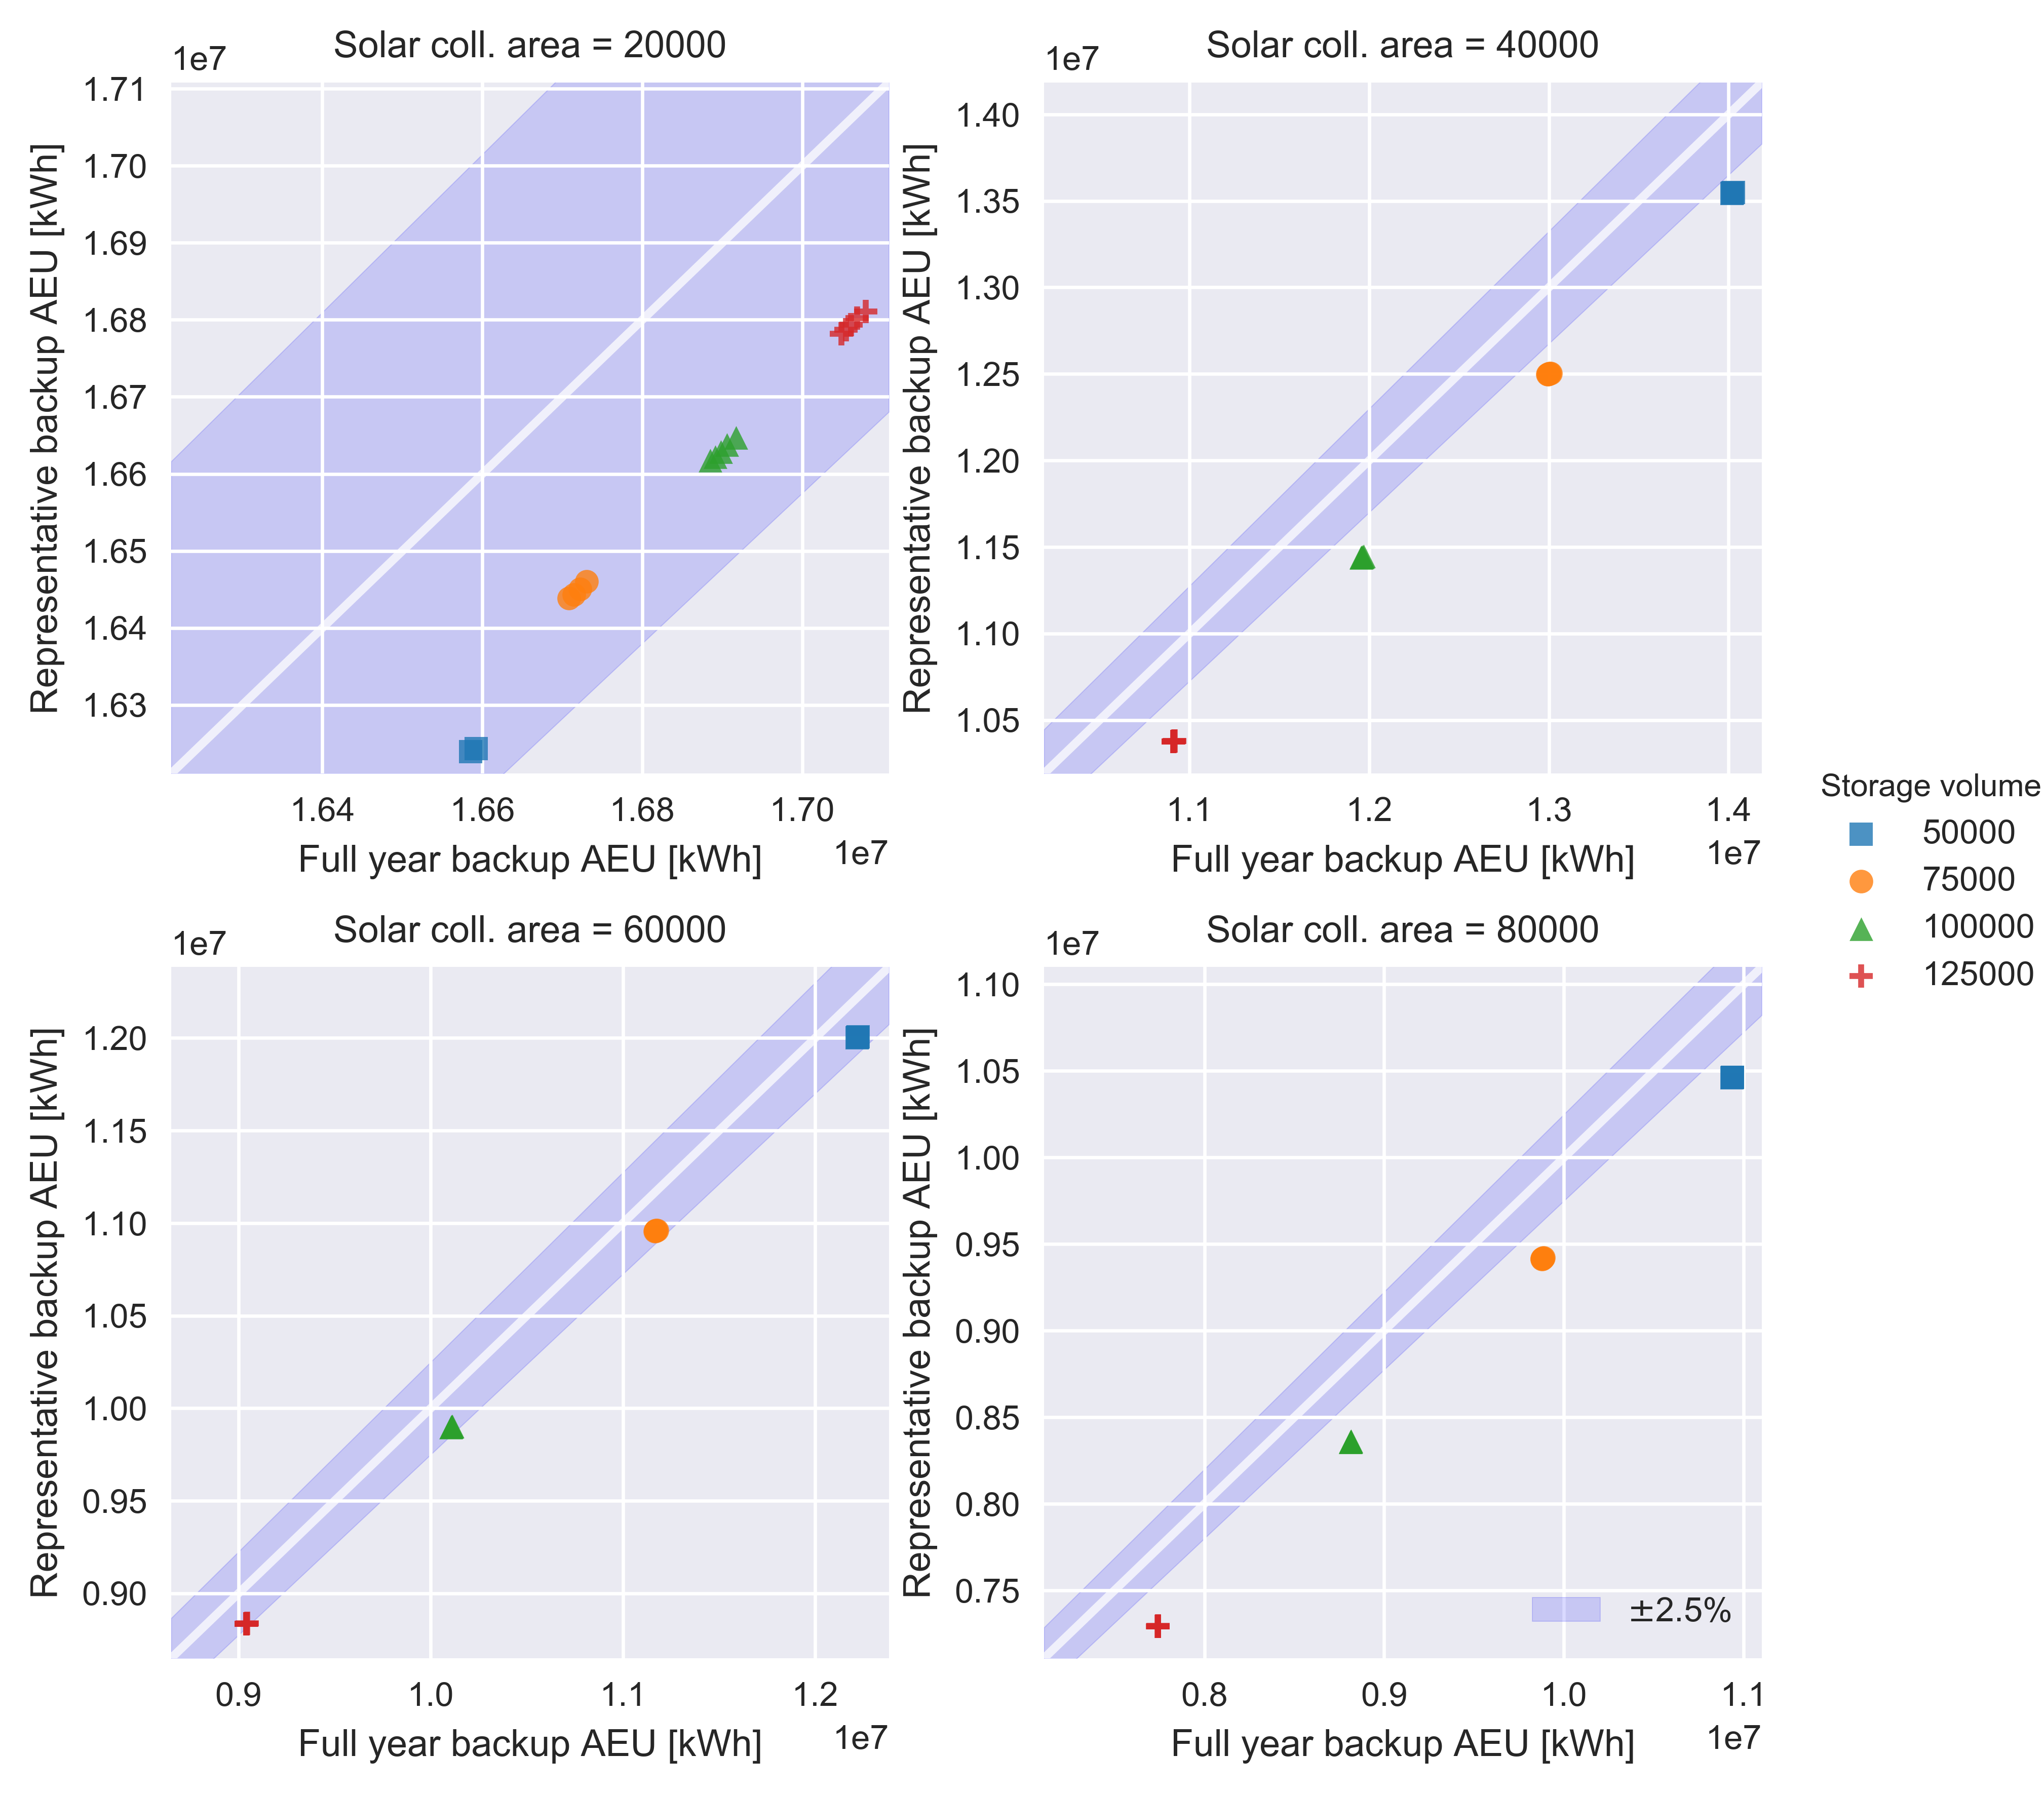 Solar coll. area = 20000
1e7
1.71
1.70
1.69
1.68
1.67
1.66
1.65
1.64
1.63
Representative backup AEU [kWh]
1.64 1.66 1.68 1.70
1e7
Full year backup AEU [kWh]
Solar coll. area = 40000
1e7
1.40
1.35
1.30
1.25
1.20
1.15
1.10
1.05
Representative backup AEU [kWh]
1.1 1.2 1.3 1.4
1e7
Full year backup AEU [kWh]
Storage volume
50000
75000
100000
125000
Solar coll. area = 60000
1e7
1.20
1.15
1.10
1.05
1.00
0.95
0.90
Representative backup AEU [kWh]
0.9 1.0 1.1 1.2
1e7
Full year backup AEU [kWh]
Solar coll. area = 80000
1e7
1.10
1.05
1.00
0.95
0.90
0.85
0.80
0.75
Representative backup AEU [kWh]
±2.5%
0.8 0.9 1.0 1.1
1e7
Full year backup AEU [kWh]